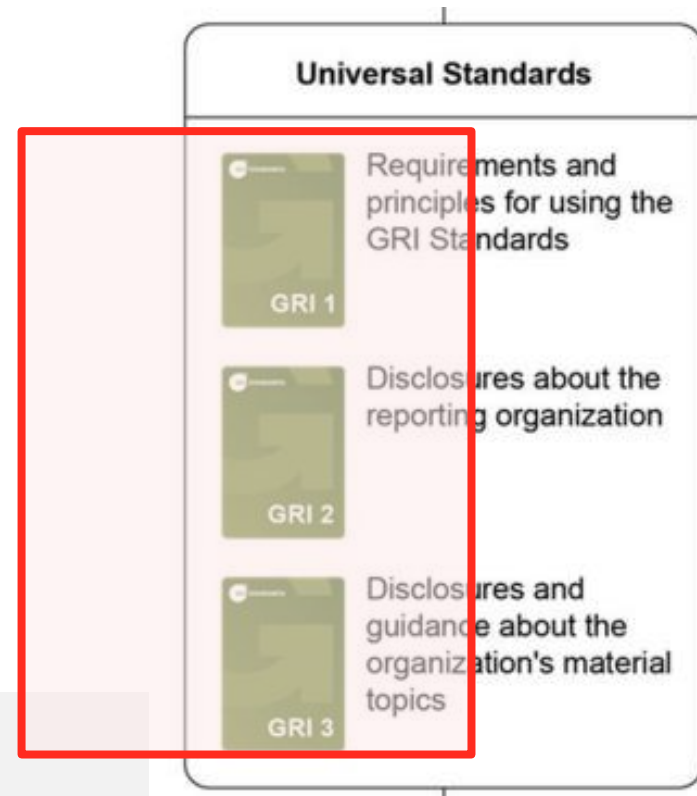 Universal Standards
Requirements and
principles for using the
GRI Standards
GRI 1
Disclosures about the
reporting organization
GRI 2
Disclosures and
guidance about the
organization's material
topics
GRI 3